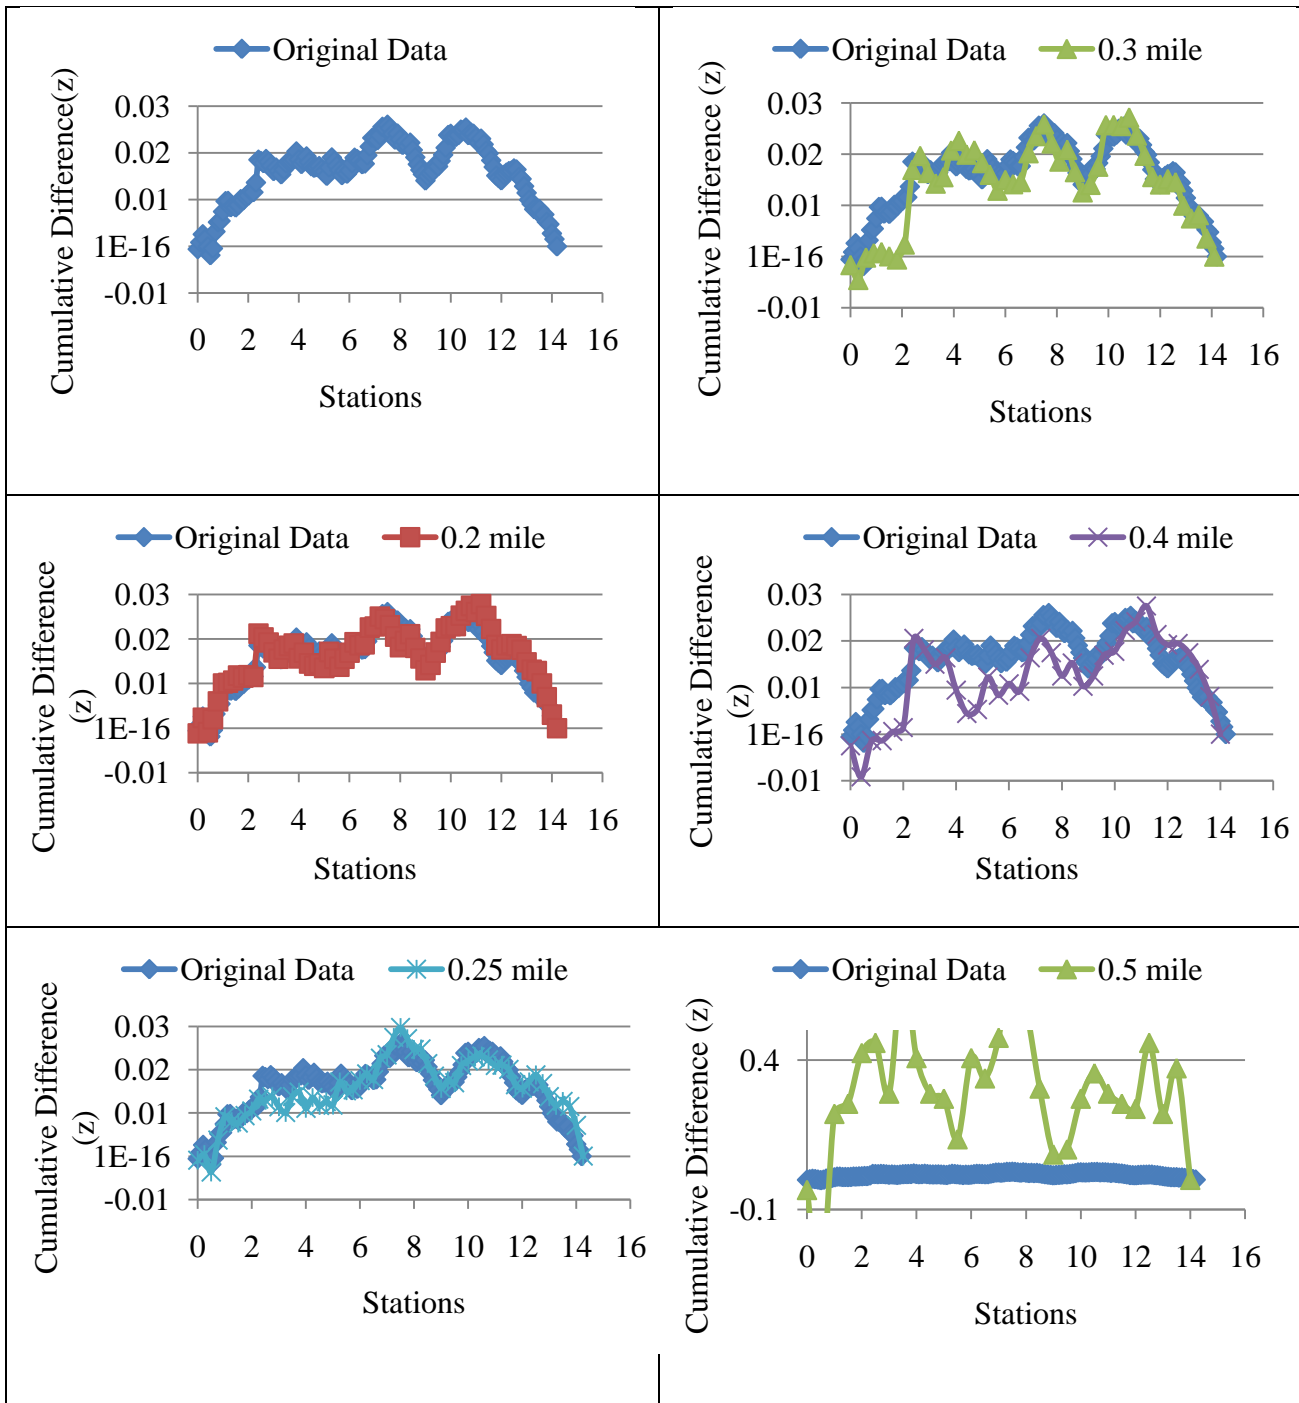 Original Data
Cumulative Difference(z)
0.03
0.02
0.01
1E-16
-0.01
0 2 4 6 8 10 12 14 16
Stations
Original Data 0.3 mile
Cumulative Difference (z)
0.03
0.02
0.01
1E-16
-0.01
0 2 4 6 8 10 12 14 16
Stations
Original Data 0.2 mile
Cumulative Difference
(z)
0.03
0.02
0.01
1E-16
-0.01
0 2 4 6 8 10 12 14 16
Stations
Original Data 0.4 mile
Cumulative Difference
(z)
0.03
0.02
0.01
1E-16
-0.01
0 2 4 6 8 10 12 14 16
Stations
Original Data 0.25 mile
Cumulative Difference
(z)
0.03
0.02
0.01
1E-16
-0.01
0 2 4 6 8 10 12 14 16
Stations
Original Data 0.5 mile
Cumulative Difference (z)
0.4
-0.1
0 2 4 6 8 10 12 14 16
Stations